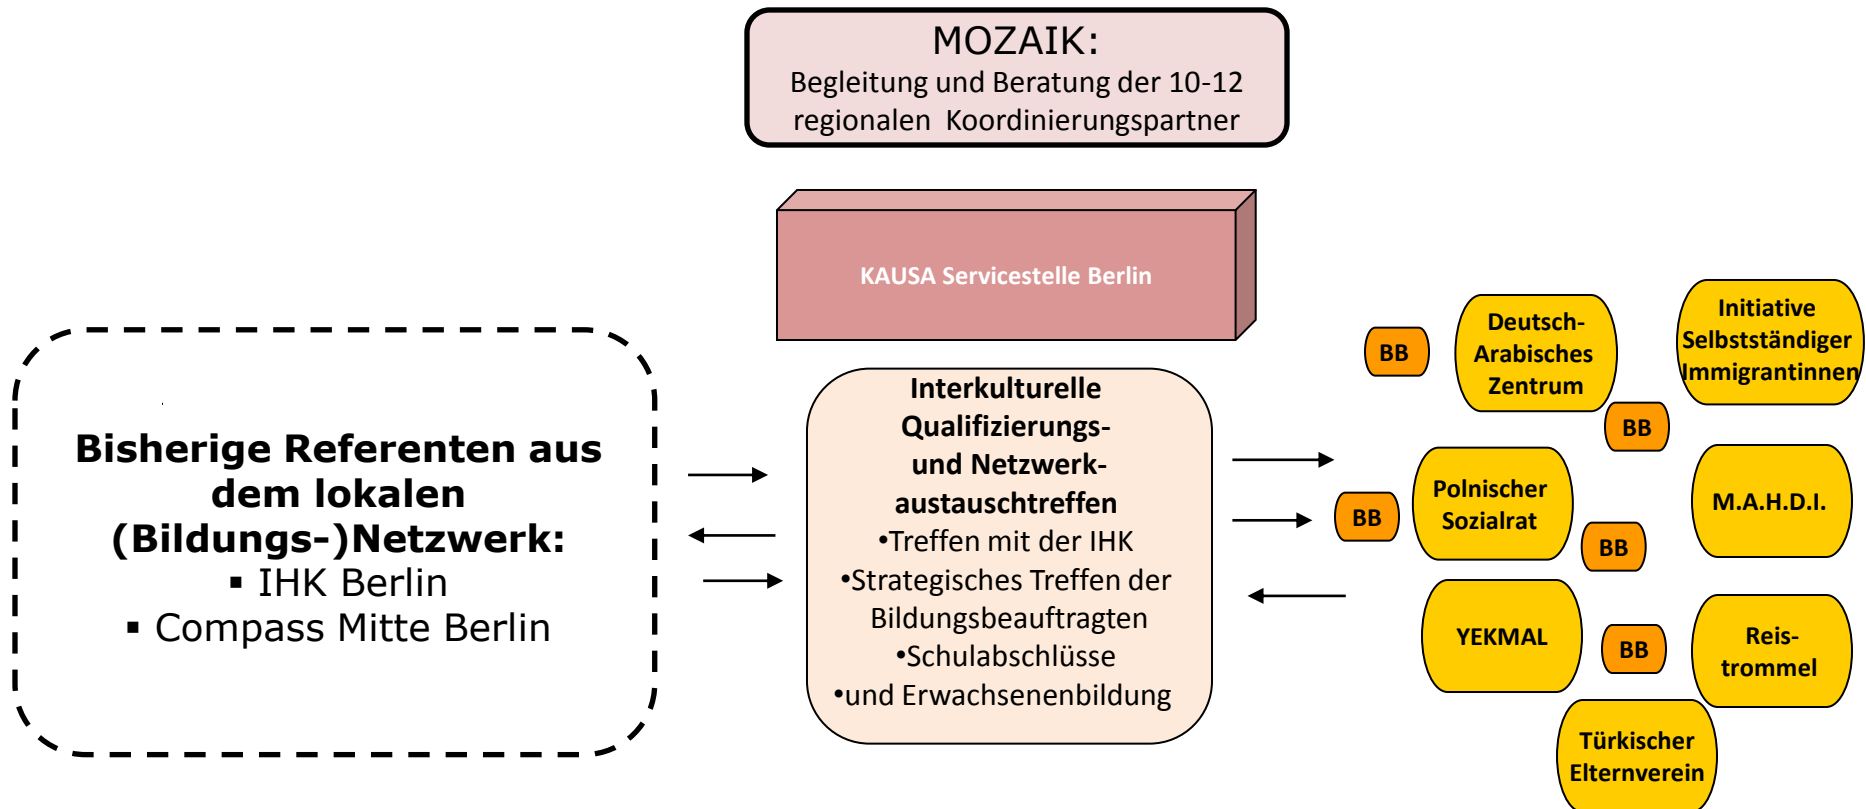 MOZAIK:
Begleitung und Beratung der 10-12
regionalen Koordinierungspartner
KAUSA Servicestelle Berlin
Bisherige Referenten aus
dem lokalen
(Bildungs-)Netzwerk:
▪ IHK Berlin
▪ Compass Mitte Berlin
Interkulturelle
Qualifizierungs-
und Netzwerk-
austauschtreffen
•Treffen mit der IHK
•Strategisches Treffen der
Bildungsbeauftragten
•Schulabschlüsse
•und Erwachsenenbildung
BB
Deutsch-
Arabisches
Zentrum
Initiative
Selbstständiger
Immigrantinnen
BB
BB
Polnischer
Sozialrat
M.A.H.D.I.
BB
YEKMAL
BB
Reis-
trommel
Türkischer
Elternverein